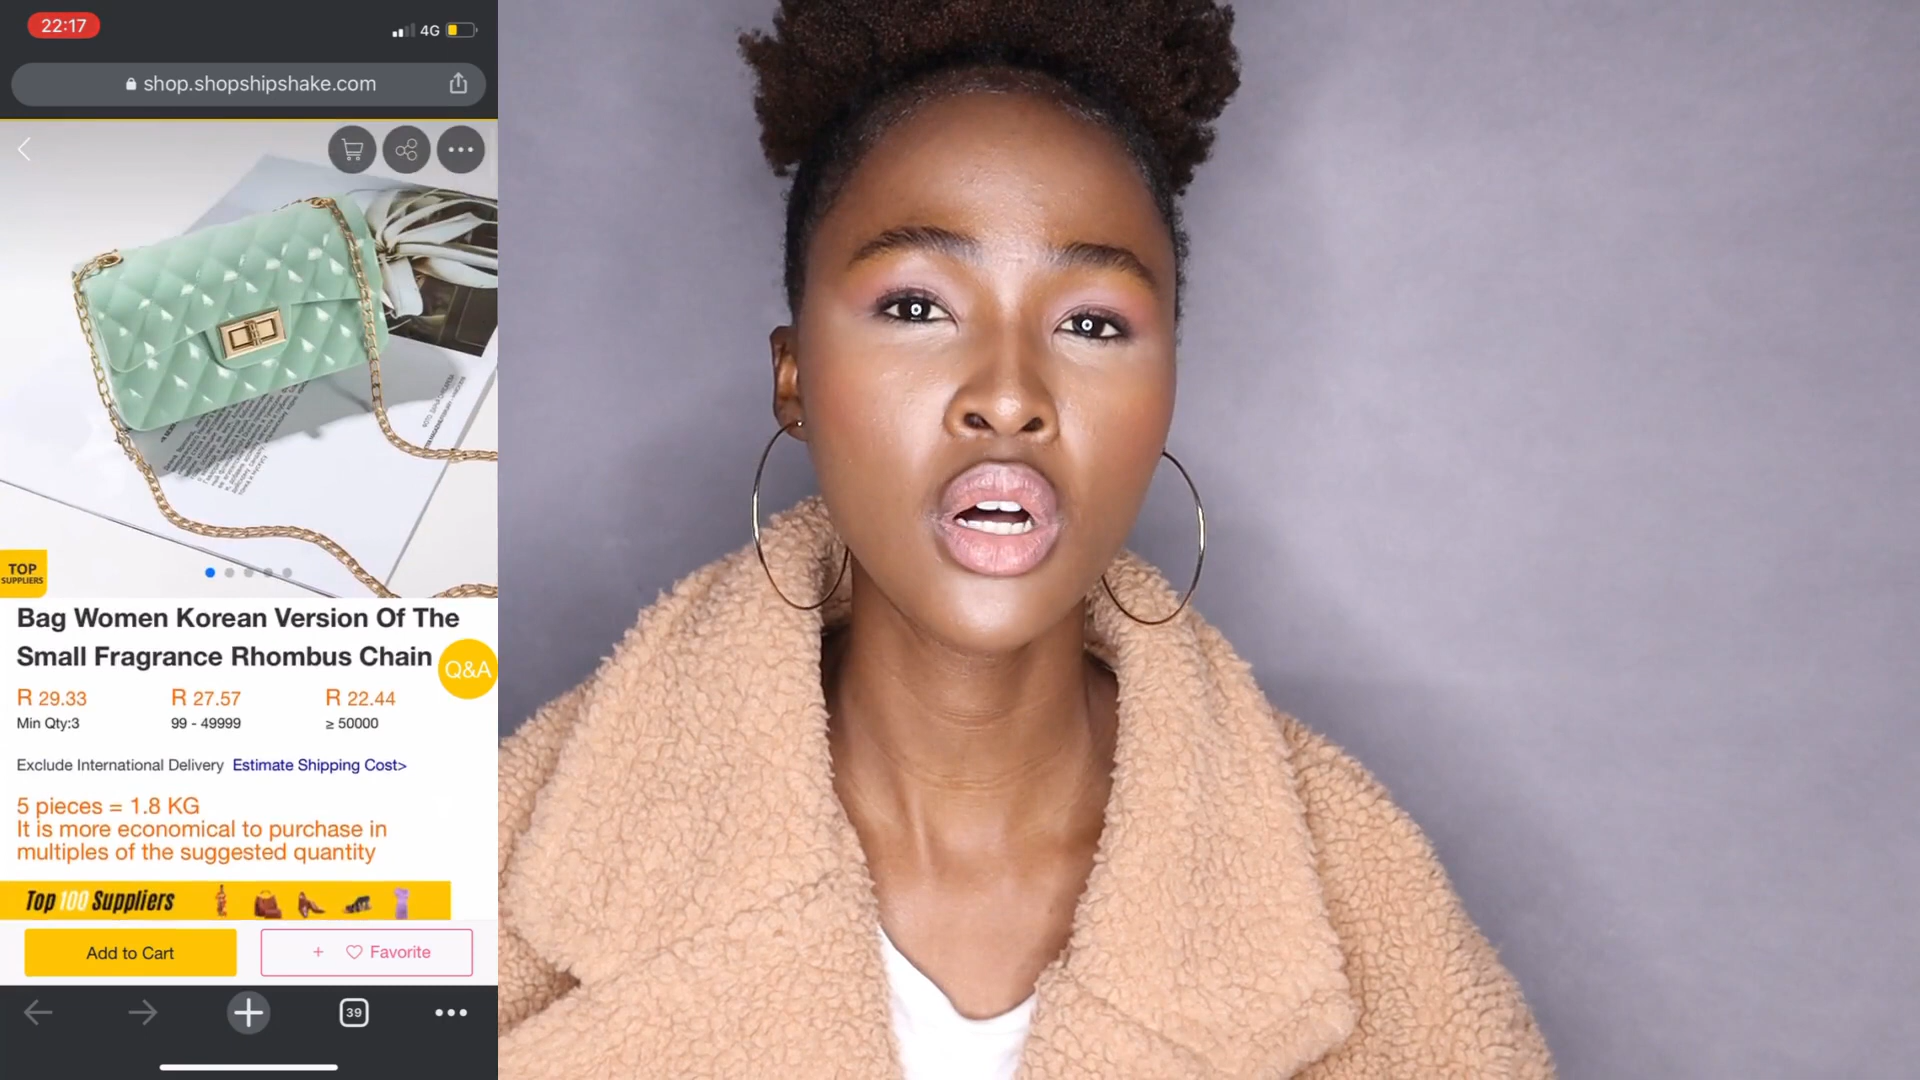 22:17
4G
shop.shopshipshake.com
TOP
SUPPLIERS
Bag Women Korean Version Of The
Small Fragrance Rhombus Chain
Q&A
R 29.33 R 27.57 R 22.44
Min Qty:3 99 - 49999 ≥ 50000
Exclude International Delivery Estimate Shipping Cost>
5 pieces = 1.8 KG
It is more economical to purchase in
multiples of the suggested quantity
Top 100 Suppliers
Add to Cart
+ Favorite
39